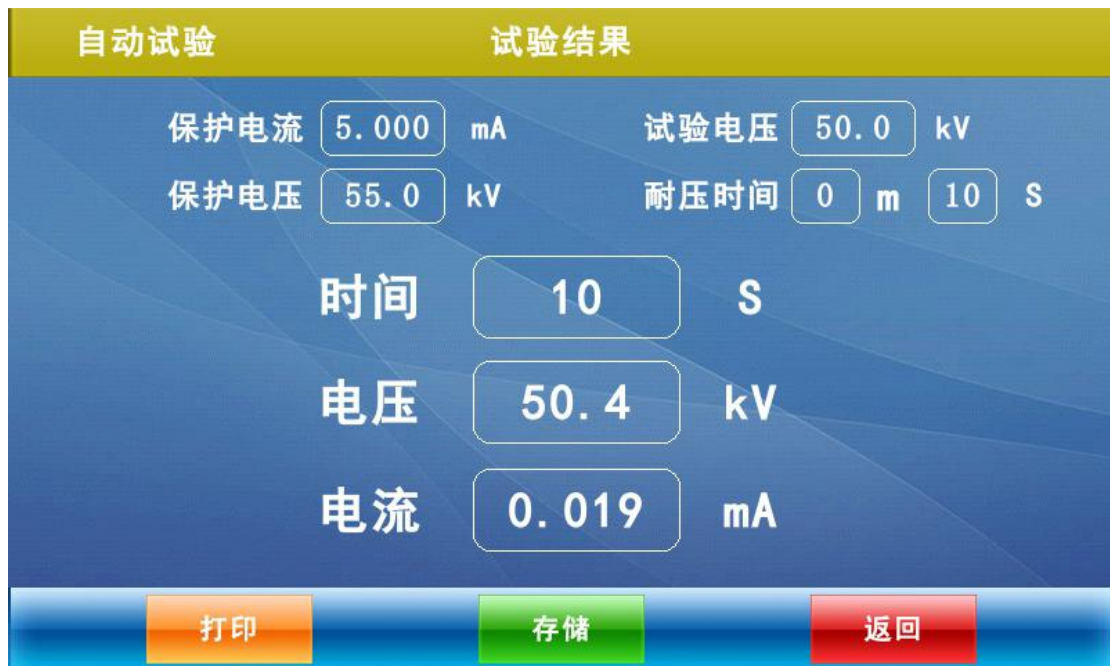 自动试验 试验结果
保护电流 5.000 mA 试验电压 50.0 kV
保护电压 55.0 kV 耐压时间 0 m 10 S
时间 10 S
电压 50.4 kV
电流 0.019 mA
打印 存储 返回